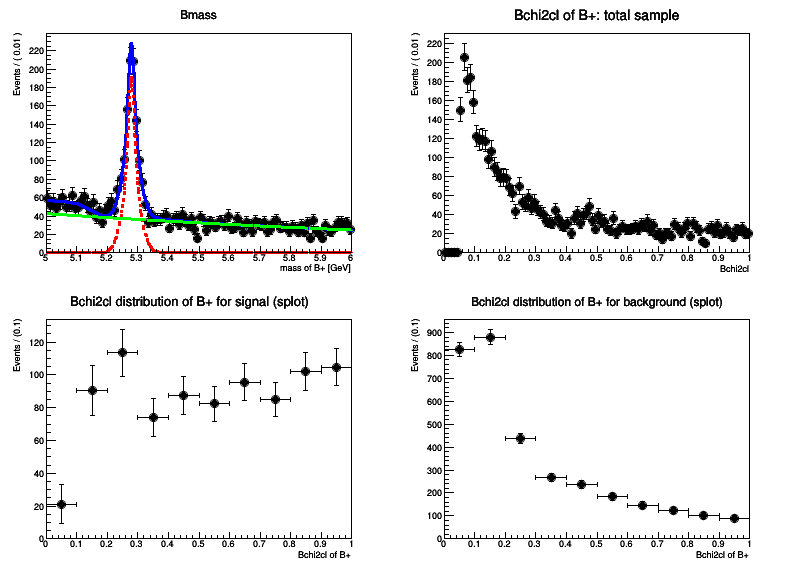 Bmass
Events / ( 0.01 )
220
200
180
160
140
120
100
80
60
40
20
0
5 5.1 5.2 5.3 5.4 5.5 5.6 5.7 5.8 5.9 6
mass of B+ [GeV]
Bchi2cl of B+: total sample
Events / ( 0.01 )
220
200
180
160
140
120
100
80
60
40
20
0
0 0.1 0.2 0.3 0.4 0.5 0.6 0.7 0.8 0.9 1
Bchi2cl
Bchi2cl distribution of B+ for signal (splot)
Events / (0.1)
120
100
80
60
40
20
0
0 0.1 0.2 0.3 0.4 0.5 0.6 0.7 0.8 0.9 1
Bchi2cl of B+
Bchi2cl distribution of B+ for background (splot)
Events / (0.1)
900
800
700
600
500
400
300
200
100
0
0 0.1 0.2 0.3 0.4 0.5 0.6 0.7 0.8 0.9 1
Bchi2cl of B+